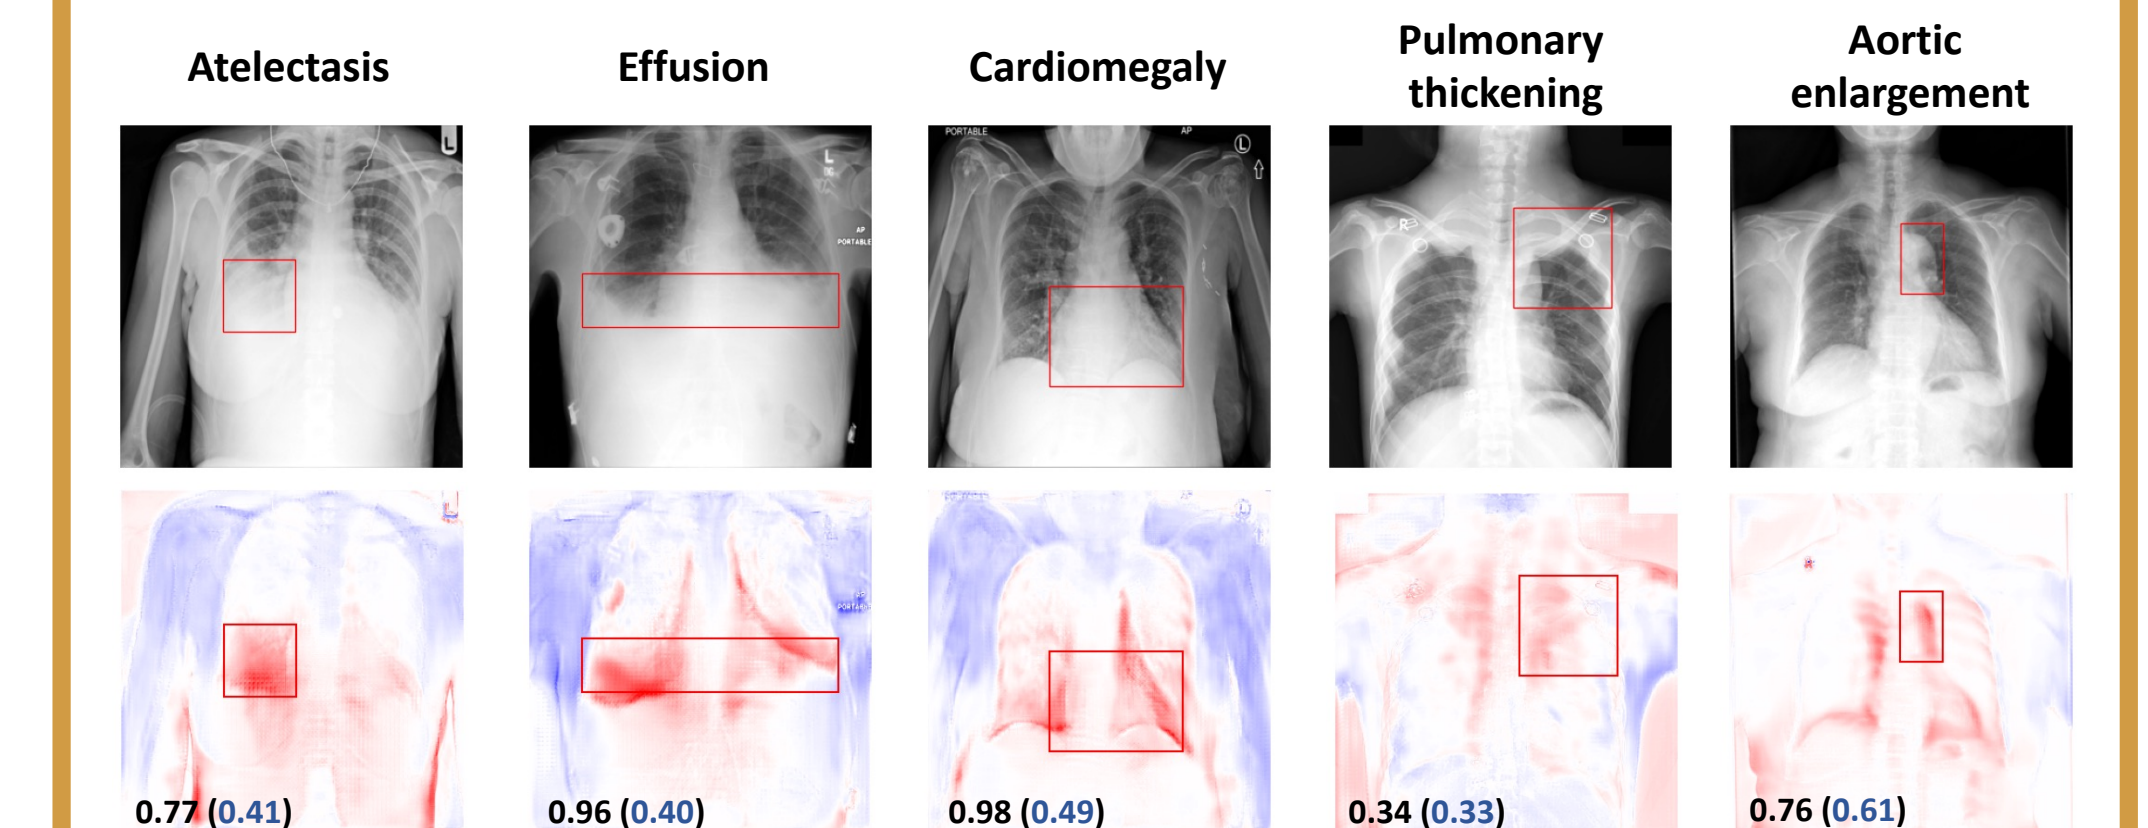 Atelectasis
Effusion
Cardiomegaly
Pulmonary
thickening
Aortic
enlargement
L
L
AP
PORTABLE
PORTABLE
AP
L
R
L
AP
PORTABLE
0.77 (0.41)
0.96 (0.40)
0.98 (0.49)
0.34 (0.33)
0.76 (0.61)